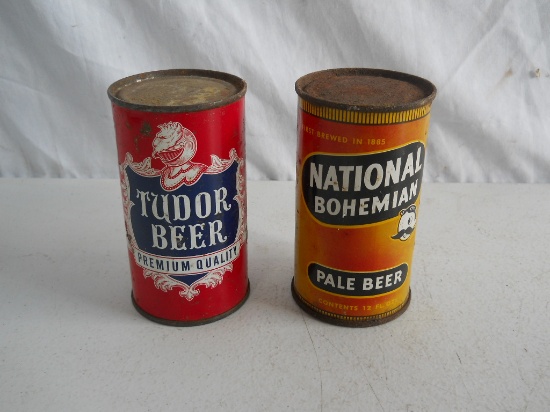 TUDOR
BEER
PREMIUM QUALITY
FIRST BREWED IN 1885
NATIONAL
BOHEMIAN
PALE BEER
CONTENTS 12 FL.